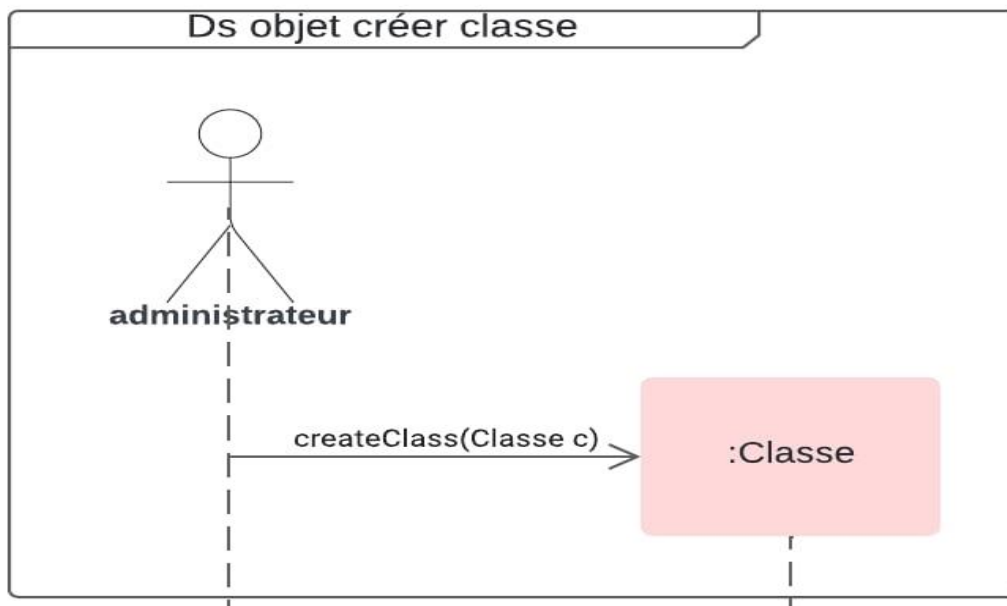 Ds objet créer classe
administrateur
createClass(Classe c)
:Classe